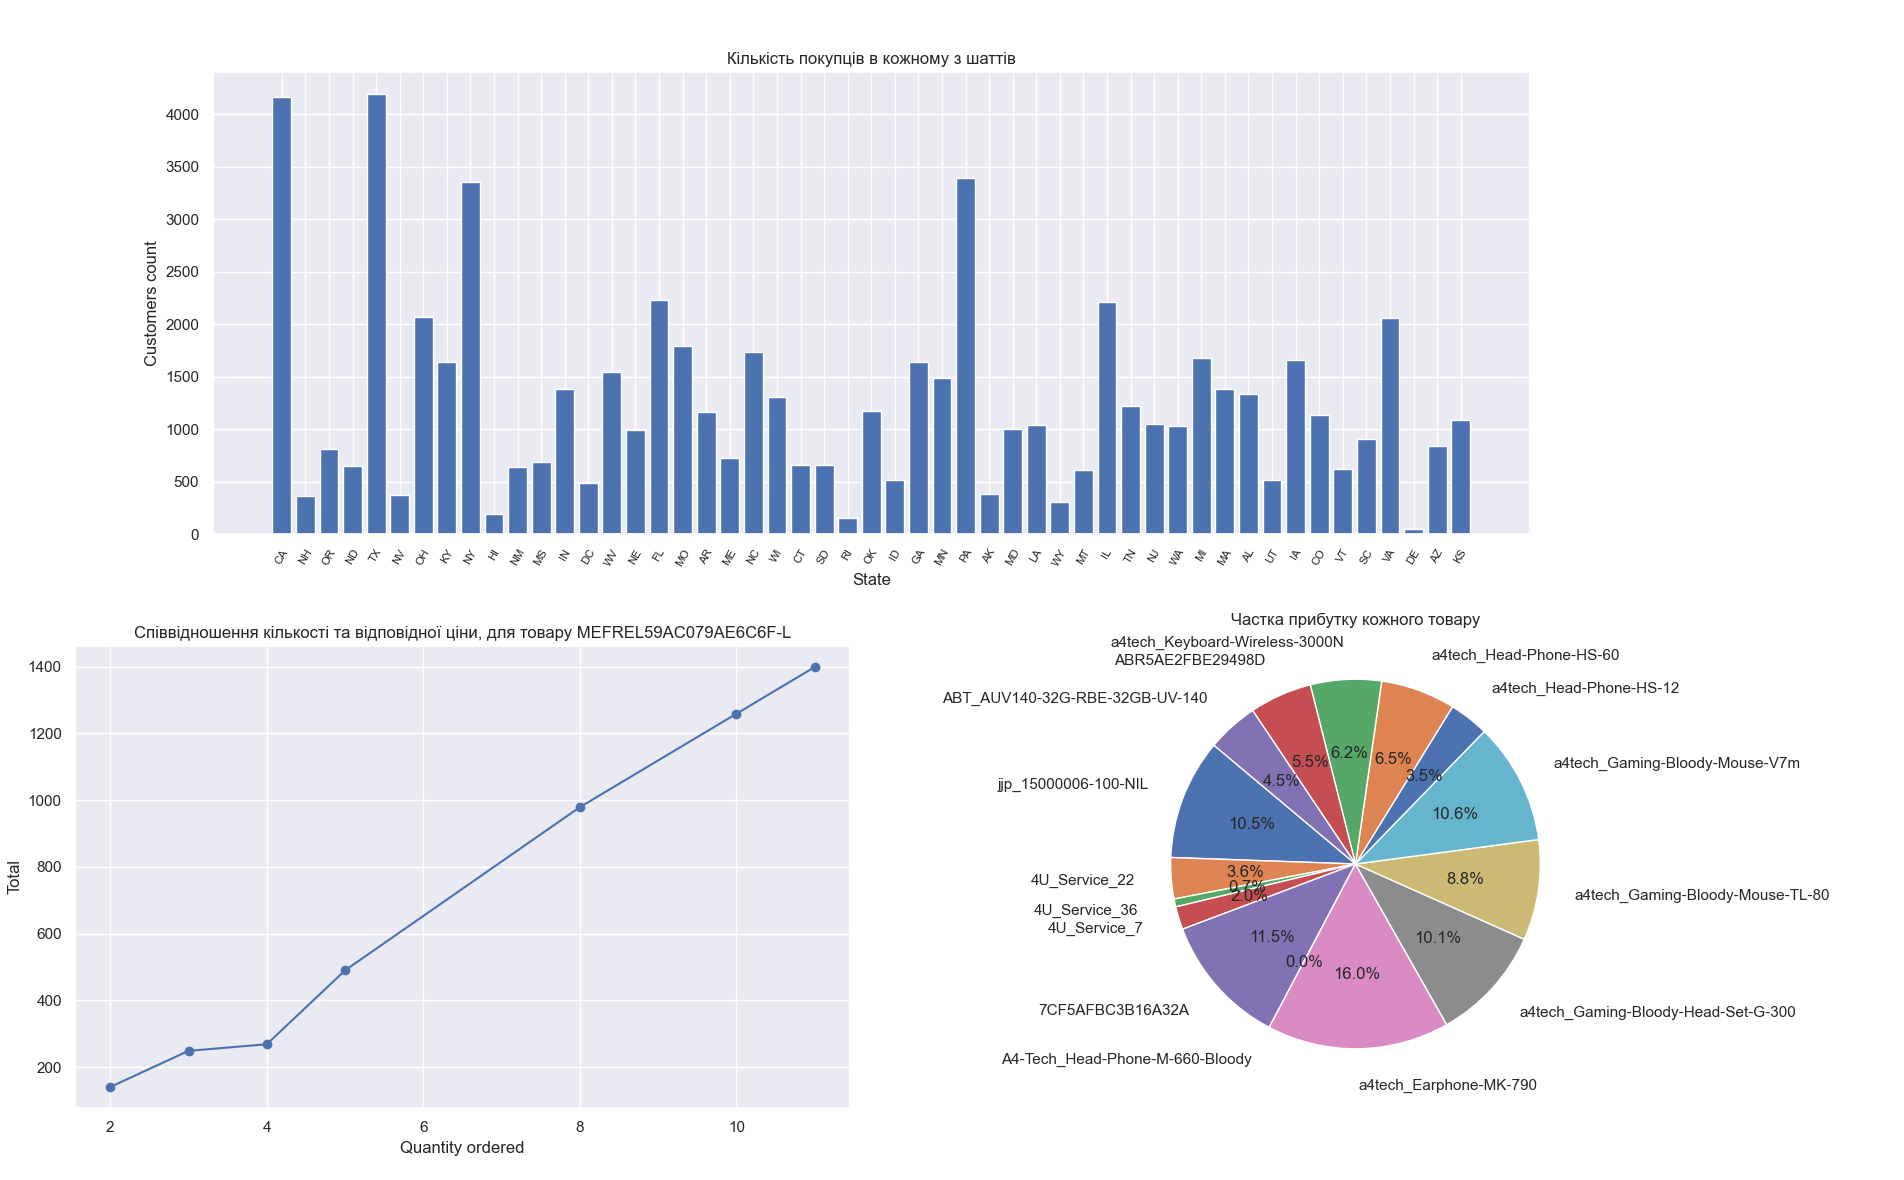 Кількість покупців в кожному з шаттів
4000
3500
3000
2500
2000
1500
1000
500
0
Customers count
CA NH OR ND TX NV OH KY NY HI NM MS IN DC WV NE FL MO AR ME NC WI CT SD RI OK ID GA MN PA AK MD LA WY MT IL TN NJ WA MI MA AL UT IA CO VT SC VA DE AZ KS
State
Співвідношення кількості та відповідної ціни, для товару MEFREL59AC079AE6C6F-L
1400
1200
1000
800
600
400
200
Total
2 4 6 8 10
Quantity ordered
Частка прибутку кожного товару
a4tech_Keyboard-Wireless-3000N
a4tech_Head-Phone-HS-60
ABR5AE2FBE29498D
a4tech_Head-Phone-HS-12
ABT_AUV140-32G-RBE-32GB-UV-140
a4tech_Gaming-Bloody-Mouse-V7m
jjp_15000006-100-NIL
4U_Service_22
a4tech_Gaming-Bloody-Mouse-TL-80
4U_Service_36
4U_Service_7
7CF5AFBC3B16A32A
a4tech_Gaming-Bloody-Head-Set-G-300
A4-Tech_Head-Phone-M-660-Bloody
a4tech_Earphone-MK-790
6.2%
6.5%
5.5%
3.5%
4.5%
10.6%
10.5%
3.6%
8.8%
0.7%
2.0%
11.5%
10.1%
0.0%
16.0%